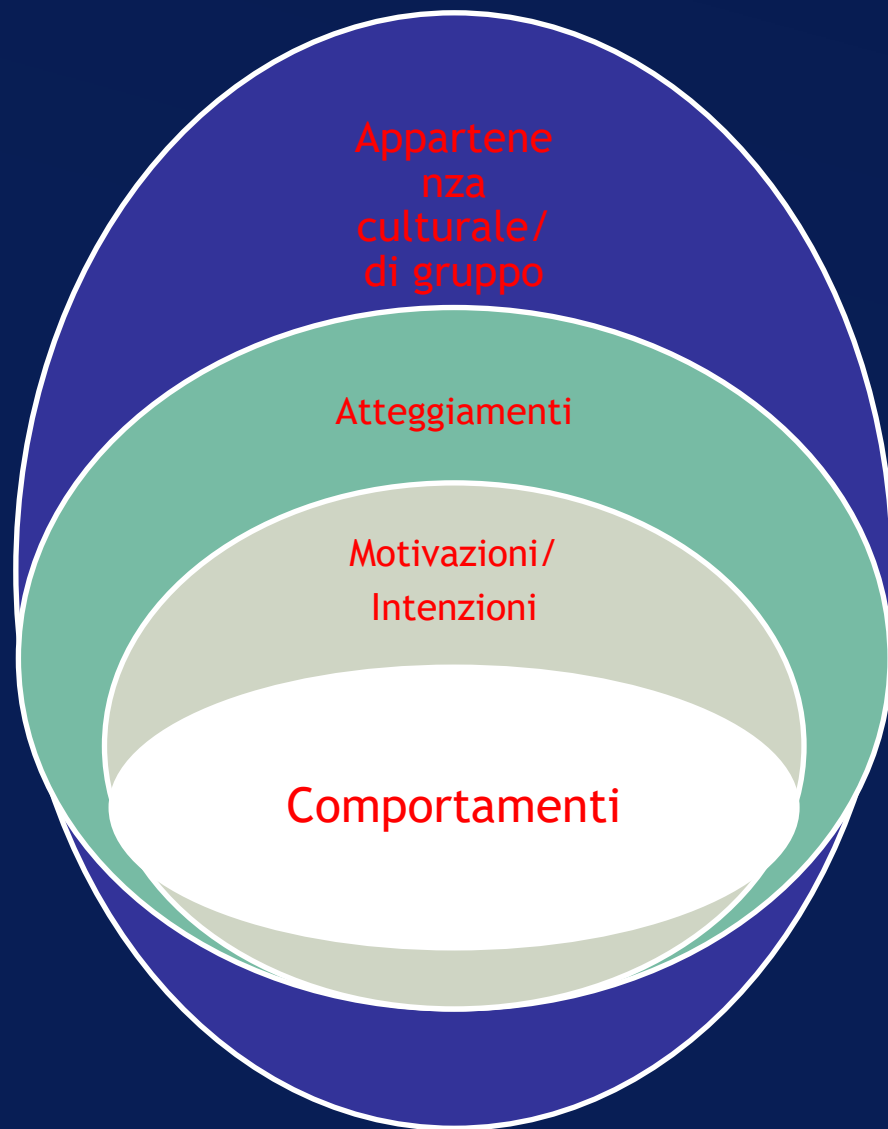 Appartene
nza
culturale/
di gruppo
Atteggiamenti
Motivazioni/
Intenzioni
Comportamenti